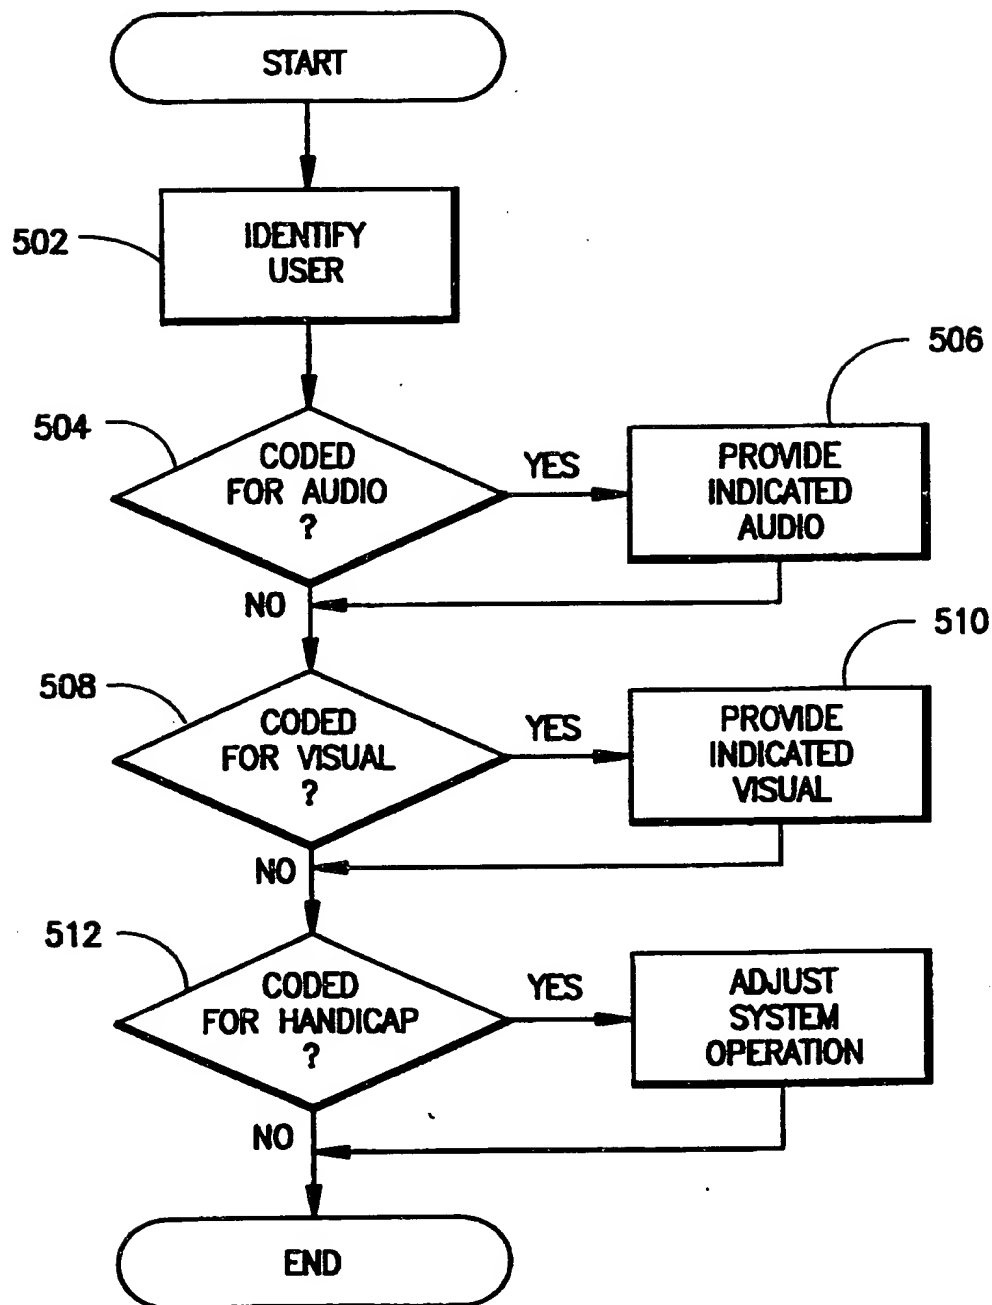 START
502
IDENTIFY
USER
506
504
CODED
FOR AUDIO
?
YES
PROVIDE
INDICATED
AUDIO
NO
510
508
CODED
FOR VISUAL
?
YES
PROVIDE
INDICATED
VISUAL
NO
512
CODED
FOR HANDICAP
?
YES
ADJUST
SYSTEM
OPERATION
NO
END